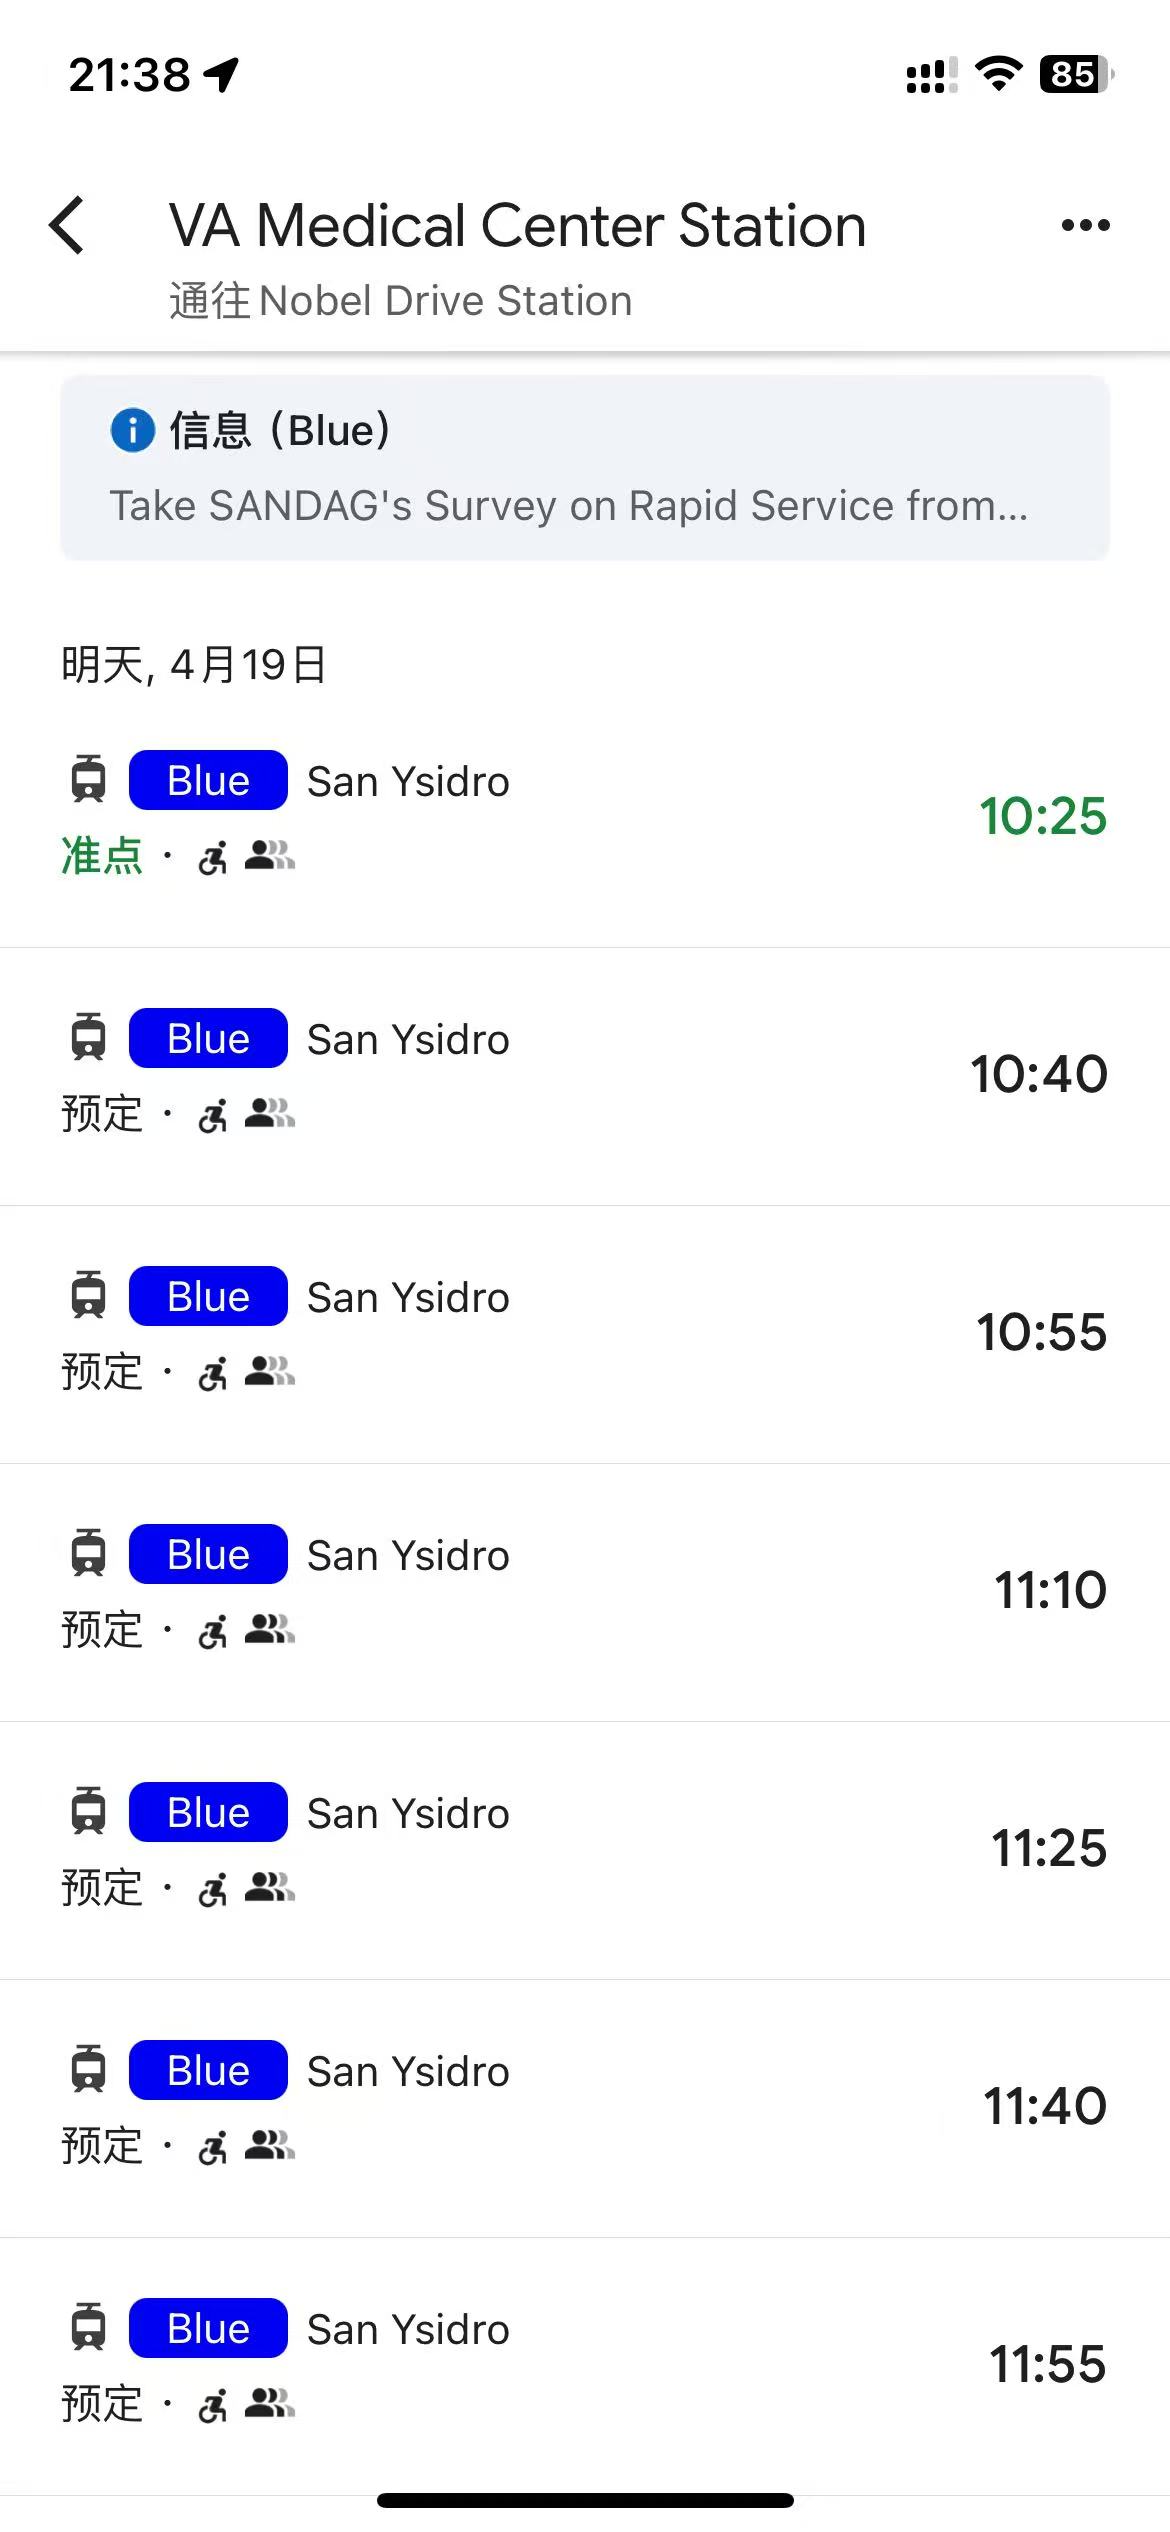 21:38
85
VA Medical Center Station
通往Nobel Drive Station
信息（Blue）
Take SANDAG's Survey on Rapid Service from...
明天, 4月19日
Blue San Ysidro
10:25
准点 ·
Blue San Ysidro
10:40
预定 ·
Blue San Ysidro
10:55
预定 ·
Blue San Ysidro
11:10
预定 ·
Blue San Ysidro
11:25
预定 ·
Blue San Ysidro
11:40
预定 ·
Blue San Ysidro
11:55
预定 ·